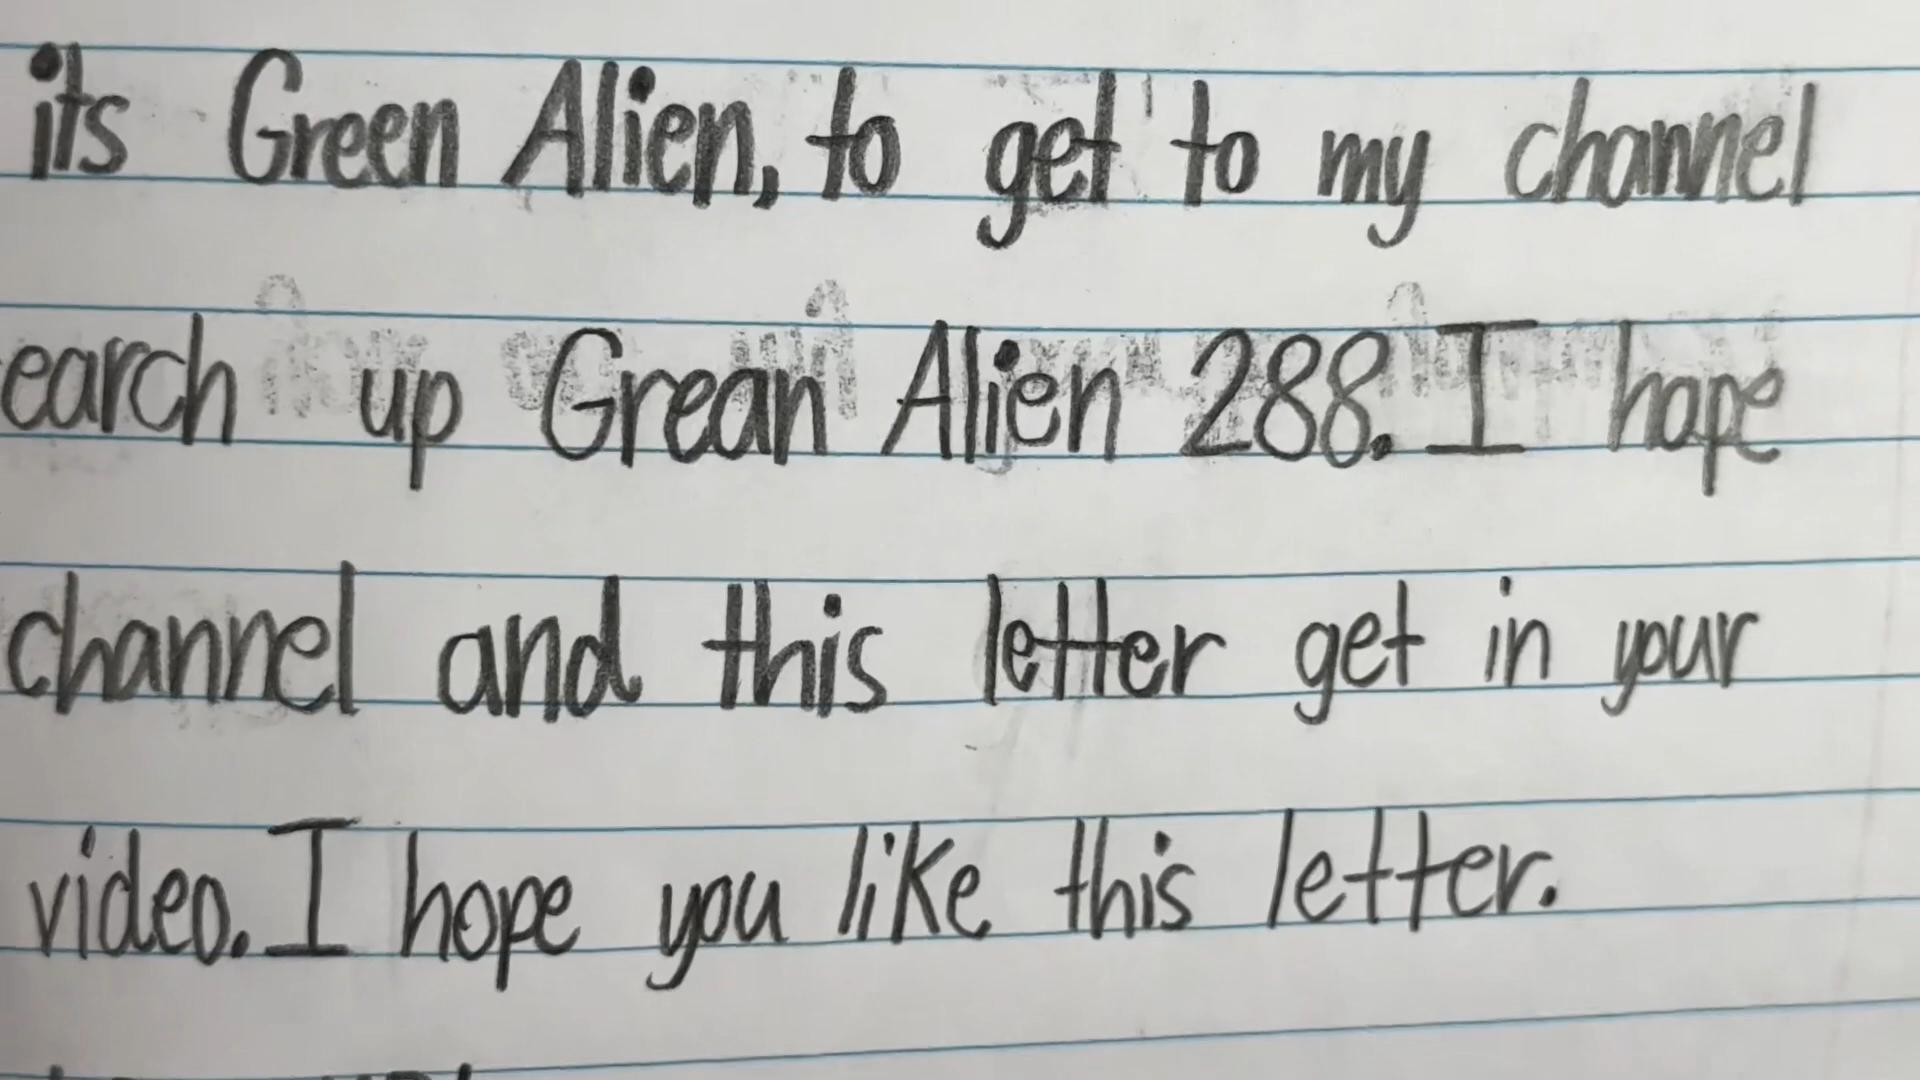 its Green Alien, to get to my channel
earch up Grean Alien 288. I hope
channel and this letter get in your
video. I hope you like this letter.